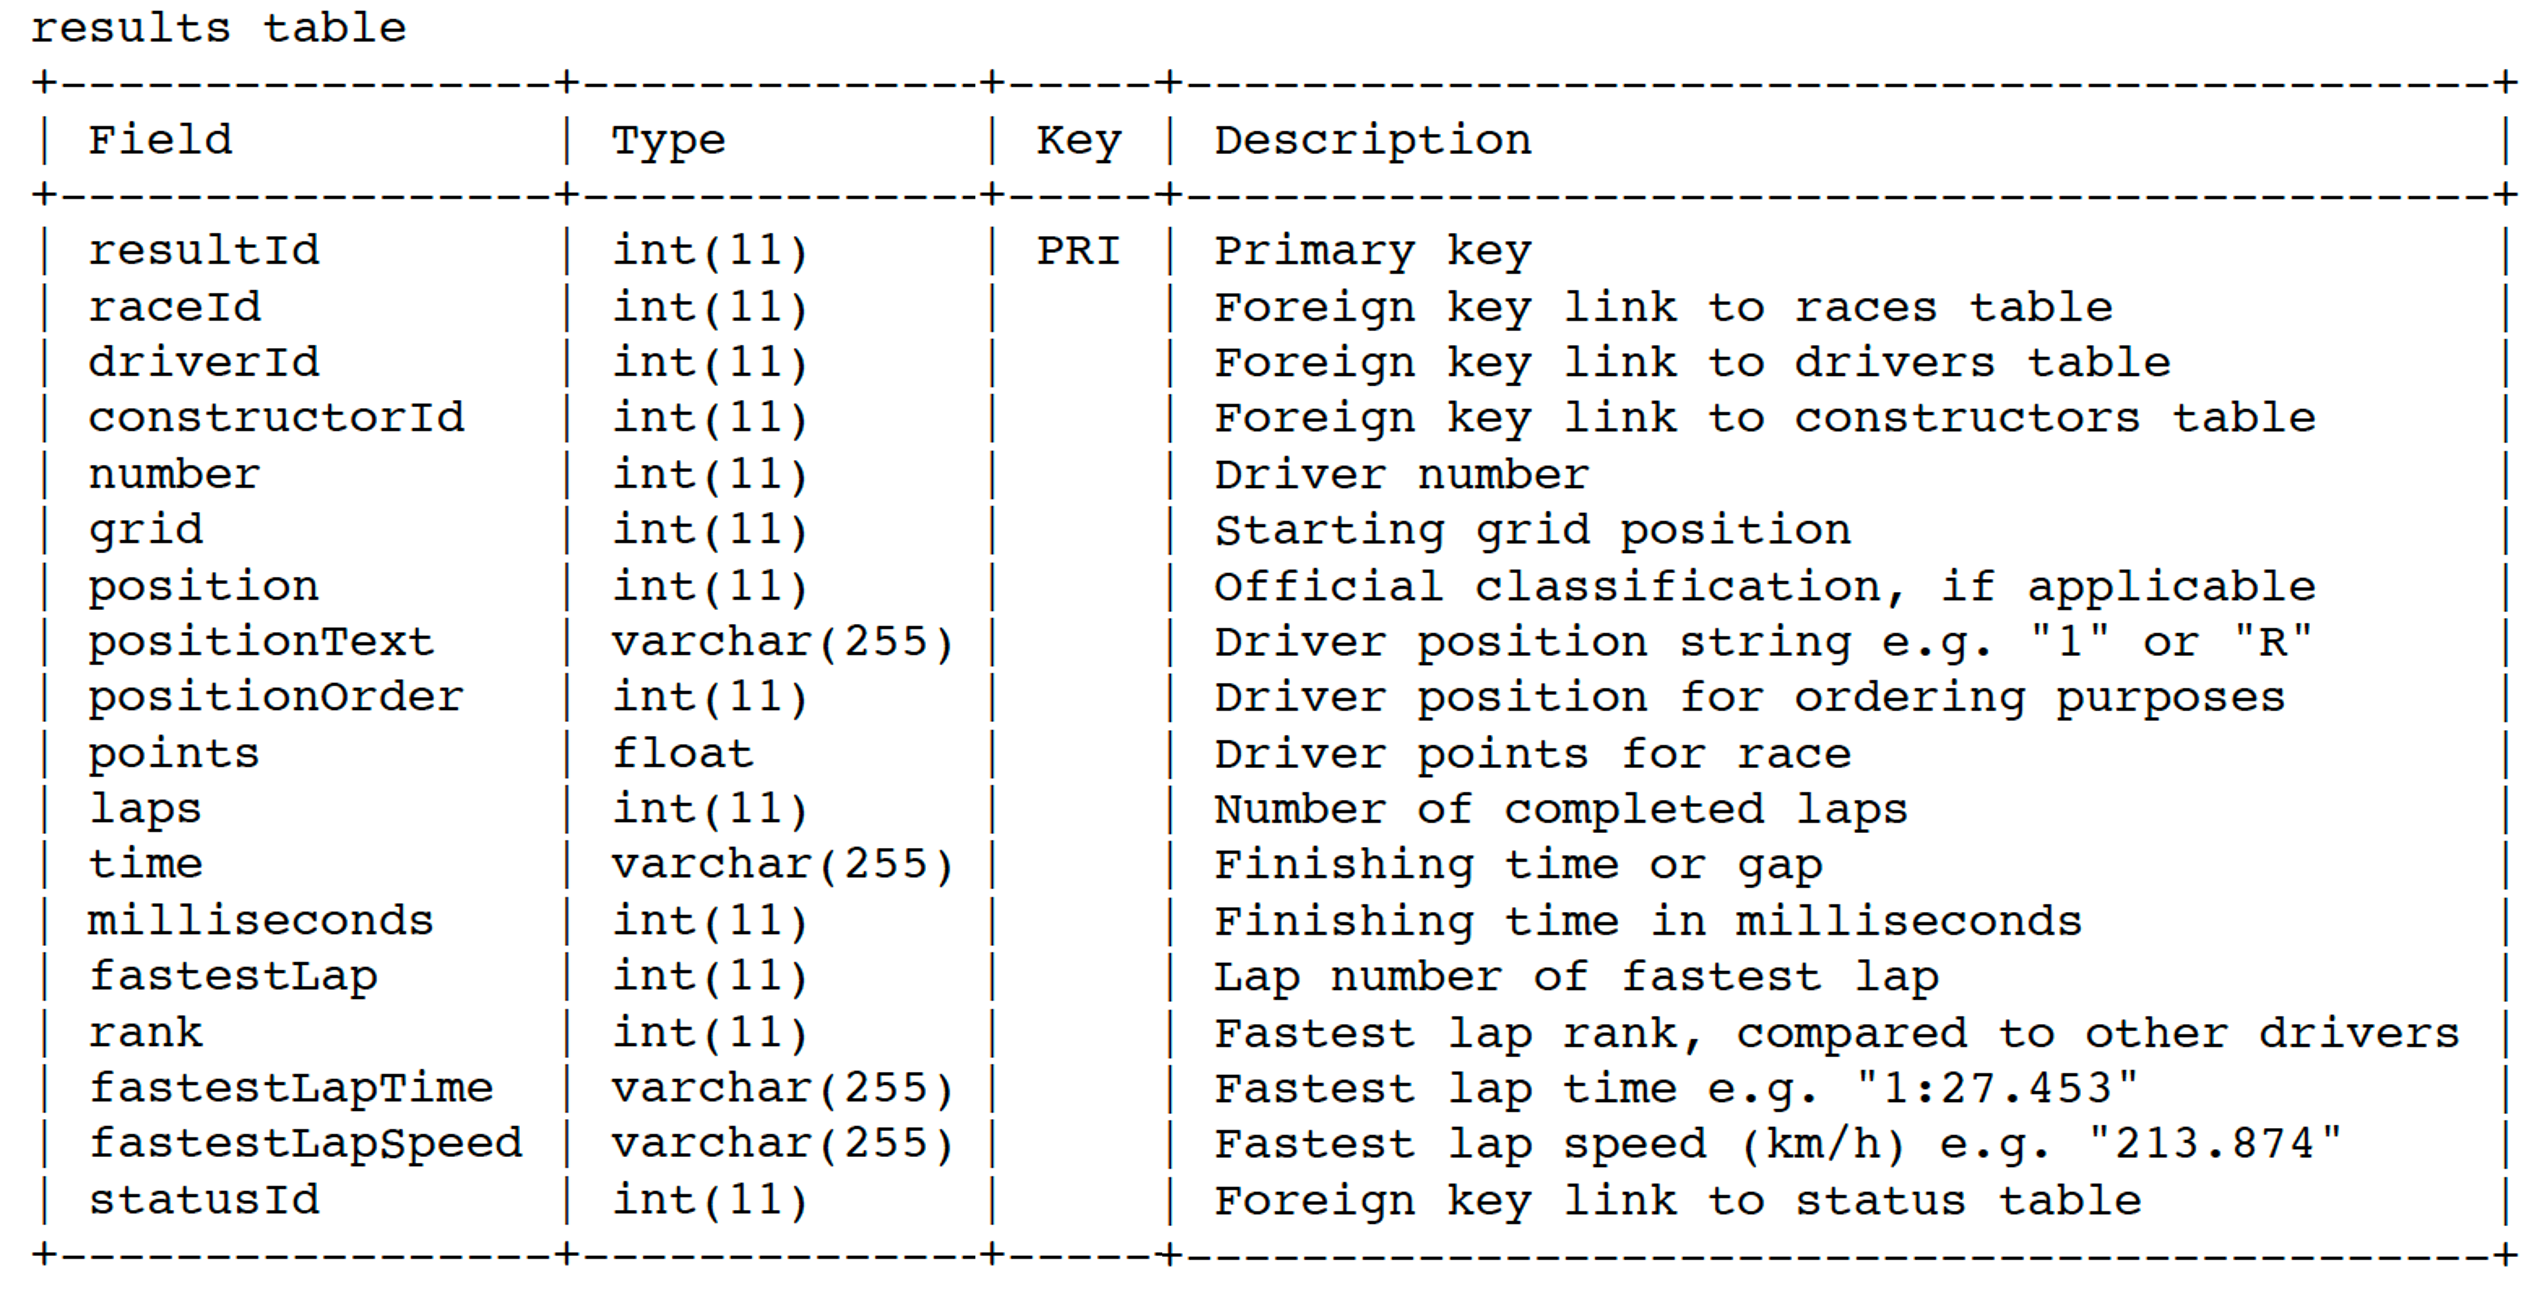 results table
+-----------------+--------------+-----+---------------------------------------------+
| Field           | Type         | Key | Description                                 |
+-----------------+--------------+-----+---------------------------------------------+
| resultId        | int(11)      | PRI | Primary key                                 |
| raceId          | int(11)      |     | Foreign key link to races table             |
| driverId        | int(11)      |     | Foreign key link to drivers table           |
| constructorId   | int(11)      |     | Foreign key link to constructors table      |
| number          | int(11)      |     | Driver number                               |
| grid            | int(11)      |     | Starting grid position                      |
| position        | int(11)      |     | Official classification, if applicable      |
| positionText    | varchar(255) |     | Driver position string e.g. "1" or "R"      |
| positionOrder   | int(11)      |     | Driver position for ordering purposes       |
| points          | float        |     | Driver points for race                      |
| laps            | int(11)      |     | Number of completed laps                    |
| time            | varchar(255) |     | Finishing time or gap                       |
| milliseconds    | int(11)      |     | Finishing time in milliseconds              |
| fastestLap      | int(11)      |     | Lap number of fastest lap                   |
| rank            | int(11)      |     | Fastest lap rank, compared to other drivers |
| fastestLapTime  | varchar(255) |     | Fastest lap time e.g. "1:27.453"            |
| fastestLapSpeed | varchar(255) |     | Fastest lap speed (km/h) e.g. "213.874"     |
| statusId        | int(11)      |     | Foreign key link to status table            |
+-----------------+--------------+-----+---------------------------------------------+